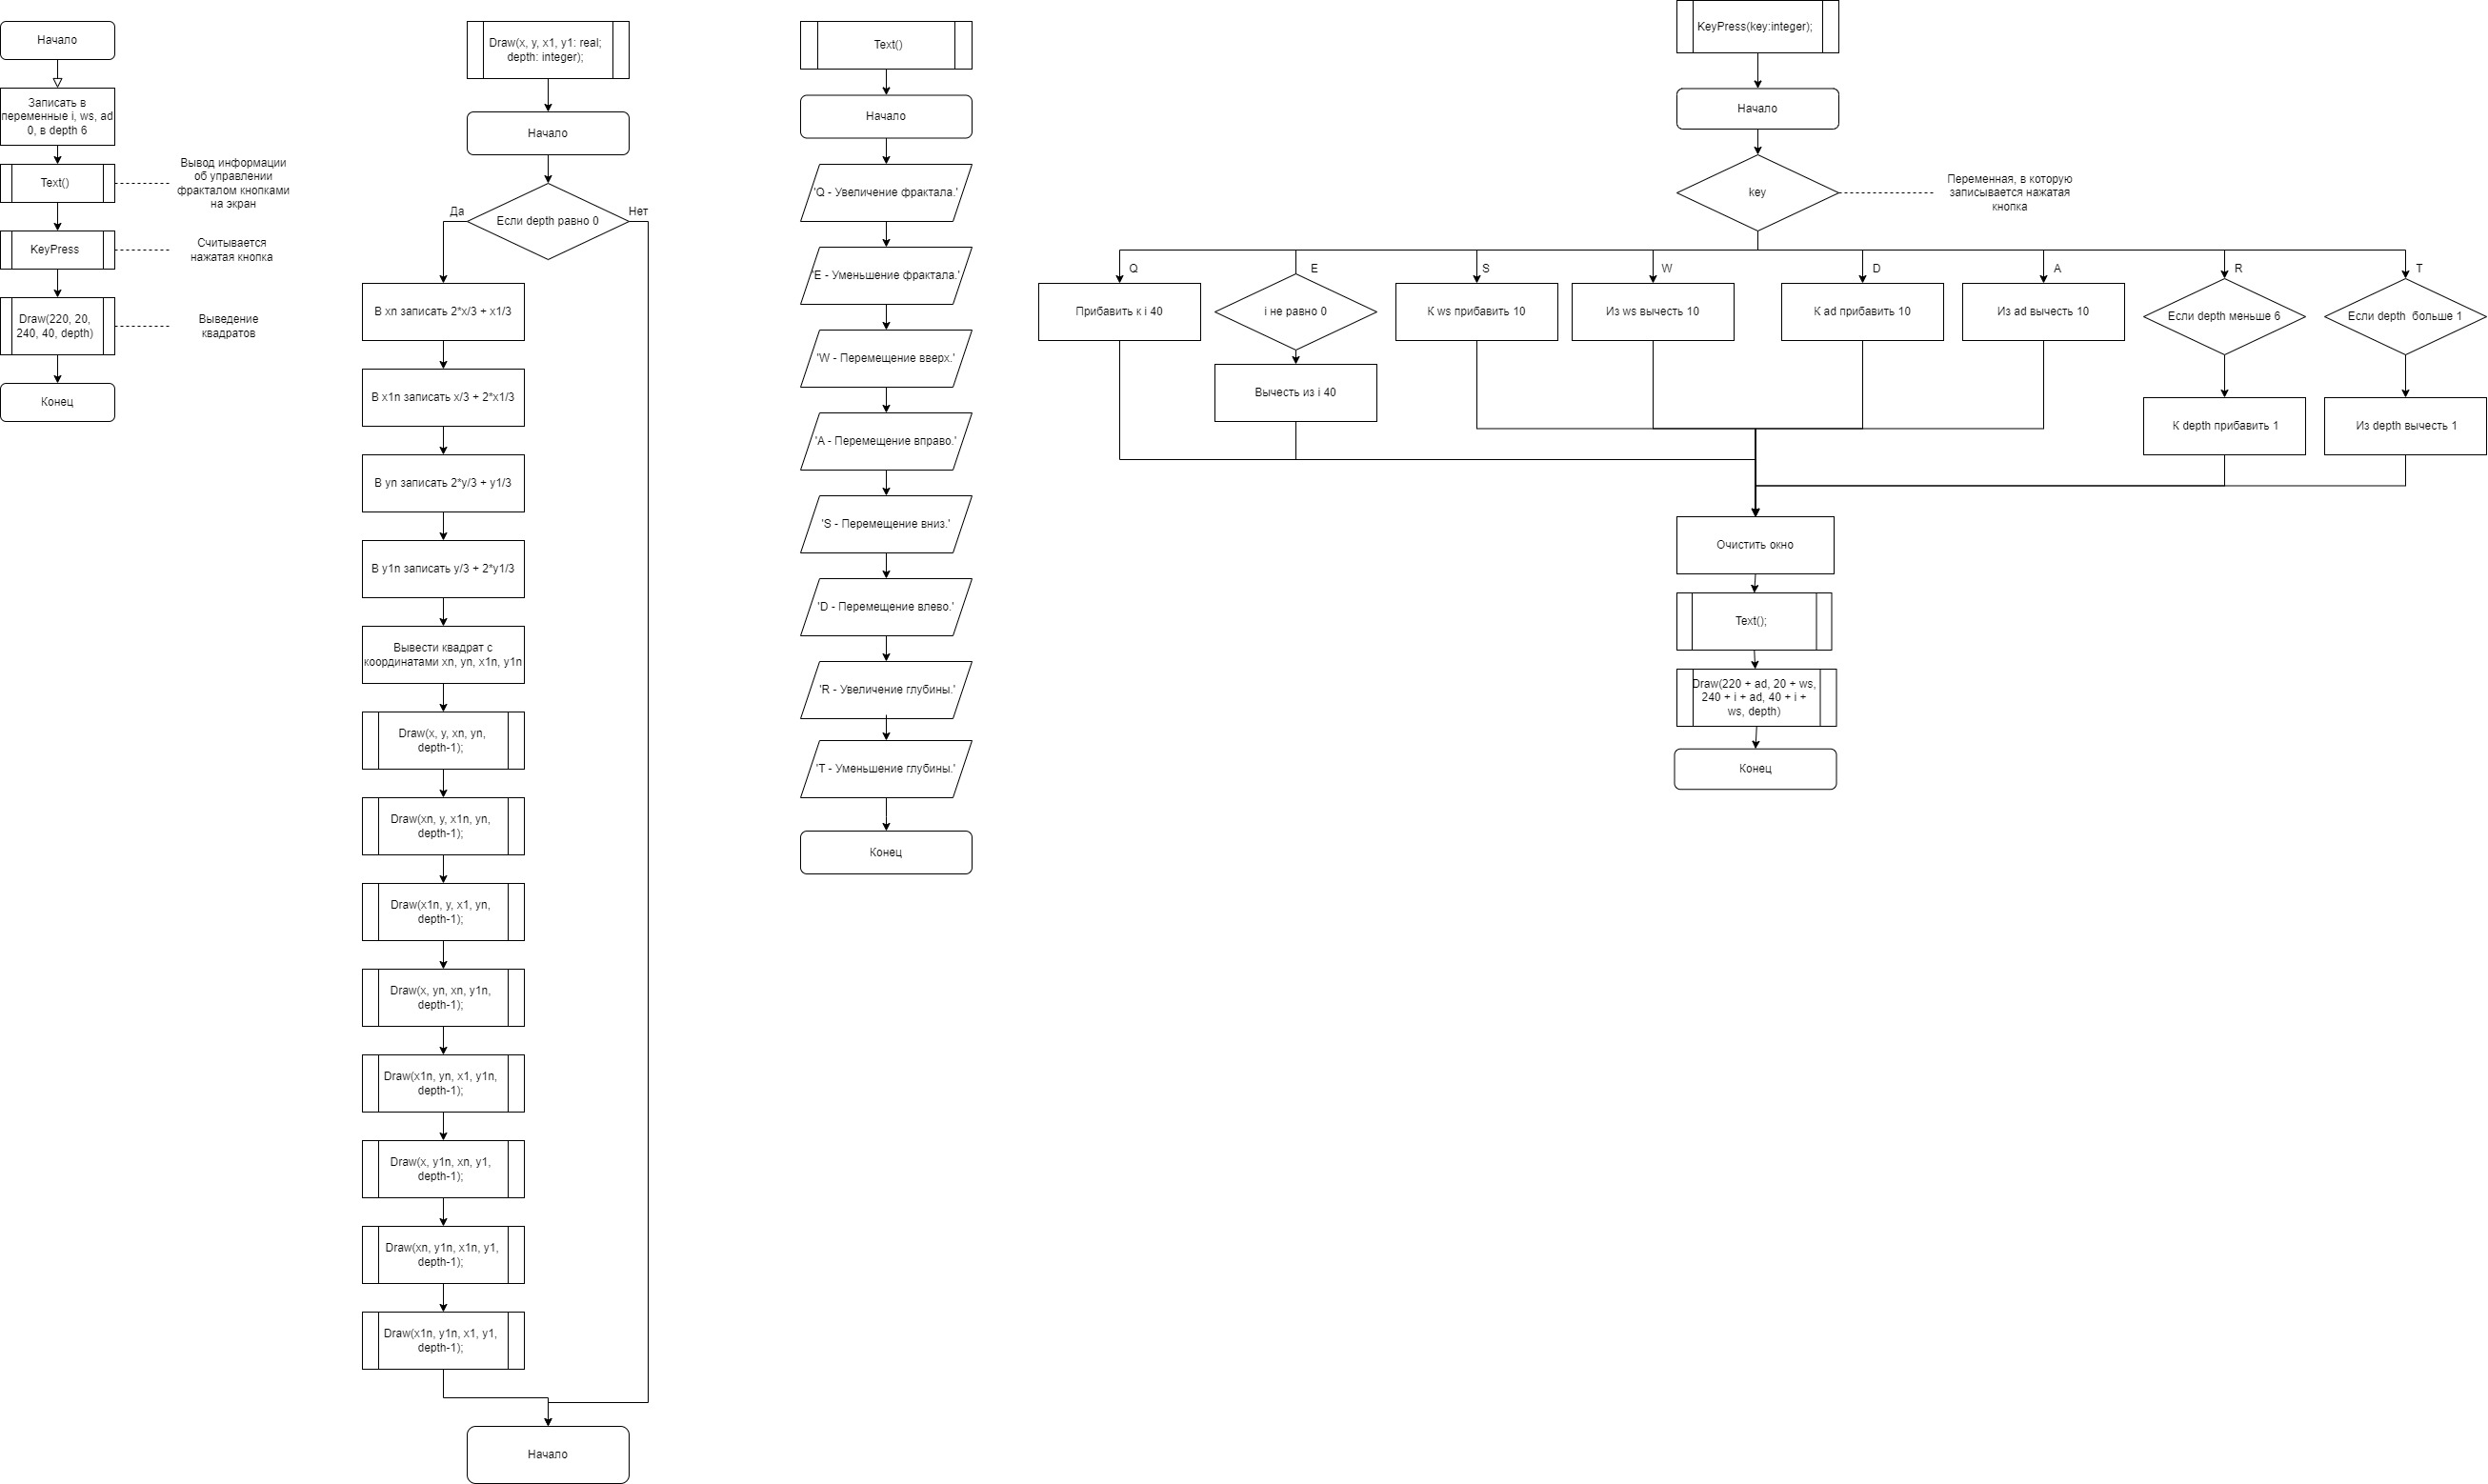 Начало
Записать в
переменные i, ws, ad
0, в depth 6
Text()
Вывод информации
об управлении
фракталом кнопками
на экран
KeyPress
Считывается
нажатая кнопка
Draw(220, 20,
240, 40, depth)
Выведение
квадратов
Конец
Draw(x, y, x1, y1: real;
depth: integer);
Начало
Если depth равно 0
Да
Нет
В xn записать 2*x/3 + x1/3
В x1n записать x/3 + 2*x1/3
В yn записать 2*y/3 + y1/3
В y1n записать y/3 + 2*y1/3
Вывести квадрат с
координатами xn, yn, x1n, y1n
Draw(x, y, xn, yn,
depth-1);
Draw(xn, y, x1n, yn,
depth-1);
Draw(x1n, y, x1, yn,
depth-1);
Draw(x, yn, xn, y1n,
depth-1);
Draw(x1n, yn, x1, y1n,
depth-1);
Draw(x, y1n, xn, y1,
depth-1);
Draw(xn, y1n, x1n, y1,
depth-1);
Draw(x1n, y1n, x1, y1,
depth-1);
Начало
Text()
Начало
'Q - Увеличение фрактала.'
'E - Уменьшение фрактала.'
'W - Перемещение вверх.'
'A - Перемещение вправо.'
'S - Перемещение вниз.'
'D - Перемещение влево.'
'R - Увеличение глубины.'
'T - Уменьшение глубины.'
Конец
KeyPress(key:integer);
Начало
key
Переменная, в которую
записывается нажатая
кнопка
Q
E
S
W
D
A
R
T
Прибавить к i 40
i не равно 0
К ws прибавить 10
Из ws вычесть 10
К ad прибавить 10
Из ad вычесть 10
Если depth меньше 6
Если depth  больше 1
Вычесть из i 40
К depth прибавить 1
Из depth вычесть 1
Очистить окно
Text();
Draw(220 + ad, 20 + ws,
240 + i + ad, 40 + i +
ws, depth)
Конец